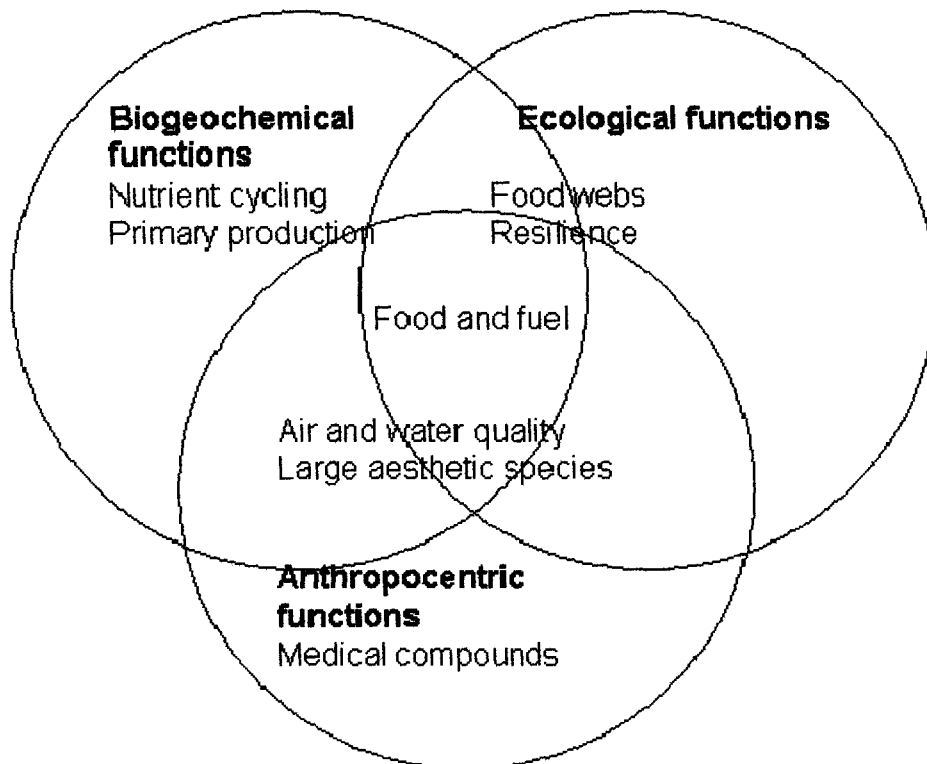 Biogeochemical
functions
Nutrient cycling
Primary production
Ecological functions
Food webs
Resilience
Food and fuel
Air and water quality
Large aesthetic species
Anthropocentric
functions
Medical compounds